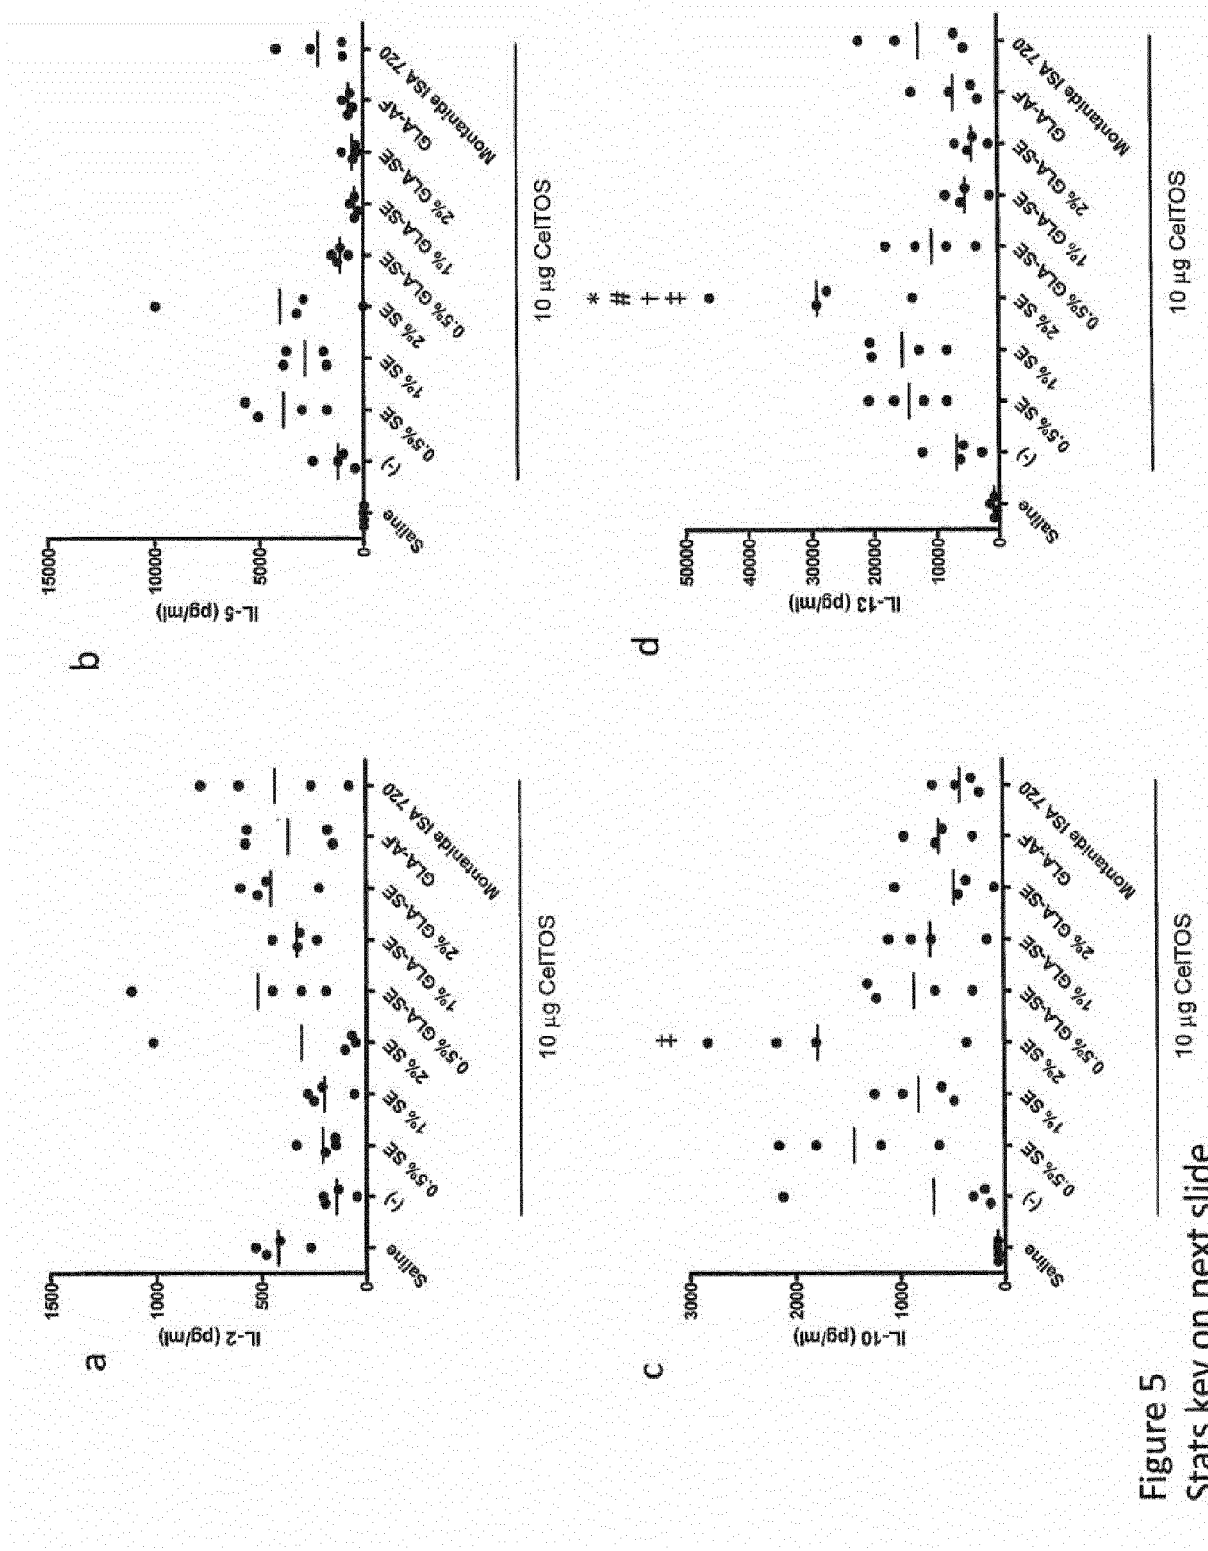 a
IL-2 (pg/ml)
1500
1000
500
0
Saline
(-)
0.5% SE
1% SE
2% SE
0.5% GLA-SE
1% GLA-SE
2% GLA-SE
GLA-AF
Montanide ISA 720
10 µg CelTOS
b
IL-5 (pg/ml)
15000
10000
5000
0
Saline
(-)
0.5% SE
1% SE
2% SE
0.5% GLA-SE
1% GLA-SE
2% GLA-SE
GLA-AF
Montanide ISA 720
10 µg CelTOS
c
IL-10 (pg/ml)
3000
2000
1000
0
‡
Saline
(-)
0.5% SE
1% SE
2% SE
0.5% GLA-SE
1% GLA-SE
2% GLA-SE
GLA-AF
Montanide ISA 720
10 µg CelTOS
d
IL-13 (pg/ml)
50000
40000
30000
20000
10000
0
*
#
†
‡
Saline
(-)
0.5% SE
1% SE
2% SE
0.5% GLA-SE
1% GLA-SE
2% GLA-SE
GLA-AF
Montanide ISA 720
10 µg CelTOS
Figure 5
Stats key on next slide